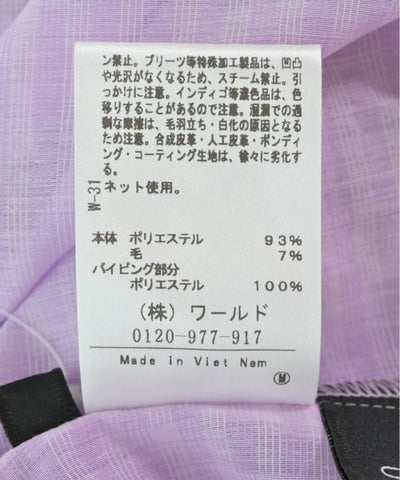 ン禁止。プリーツ等特殊加工製品は、凹凸
や光沢がなくなるため、スチーム禁止。引
っかけに注意。インディゴ等濃色品は、色
移りすることがあるので注意。湿潤での過
剰な摩擦は、毛羽立ち・白化の原因となる
ため注意。合成皮革・人工皮革・ボンディ
ング・コーティング生地は、徐々に劣化す
る。
ネット使用。
W-31
本体 ポリエステル 93%
毛 7%
パイピング部分
ポリエステル 100%
(株) ワールド
0120-977-917
Made in Viet Nam
M